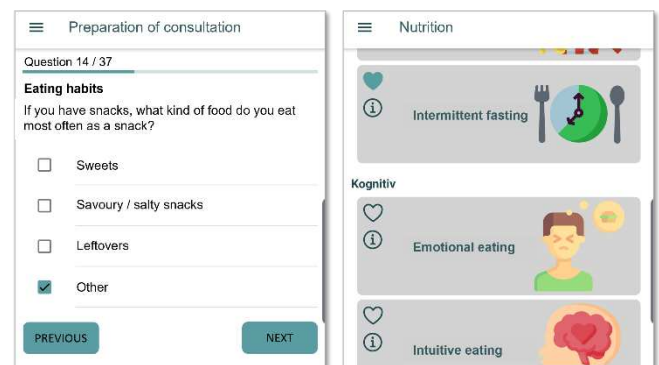 Preparation of consultation
Question 14 / 37
Eating habits
If you have snacks, what kind of food do you eat
most often as a snack?
Sweets
Savoury / salty snacks
Leftovers
Other
PREVIOUS
NEXT
Nutrition
Intermittent fasting
Kognitiv
Emotional eating
Intuitive eating